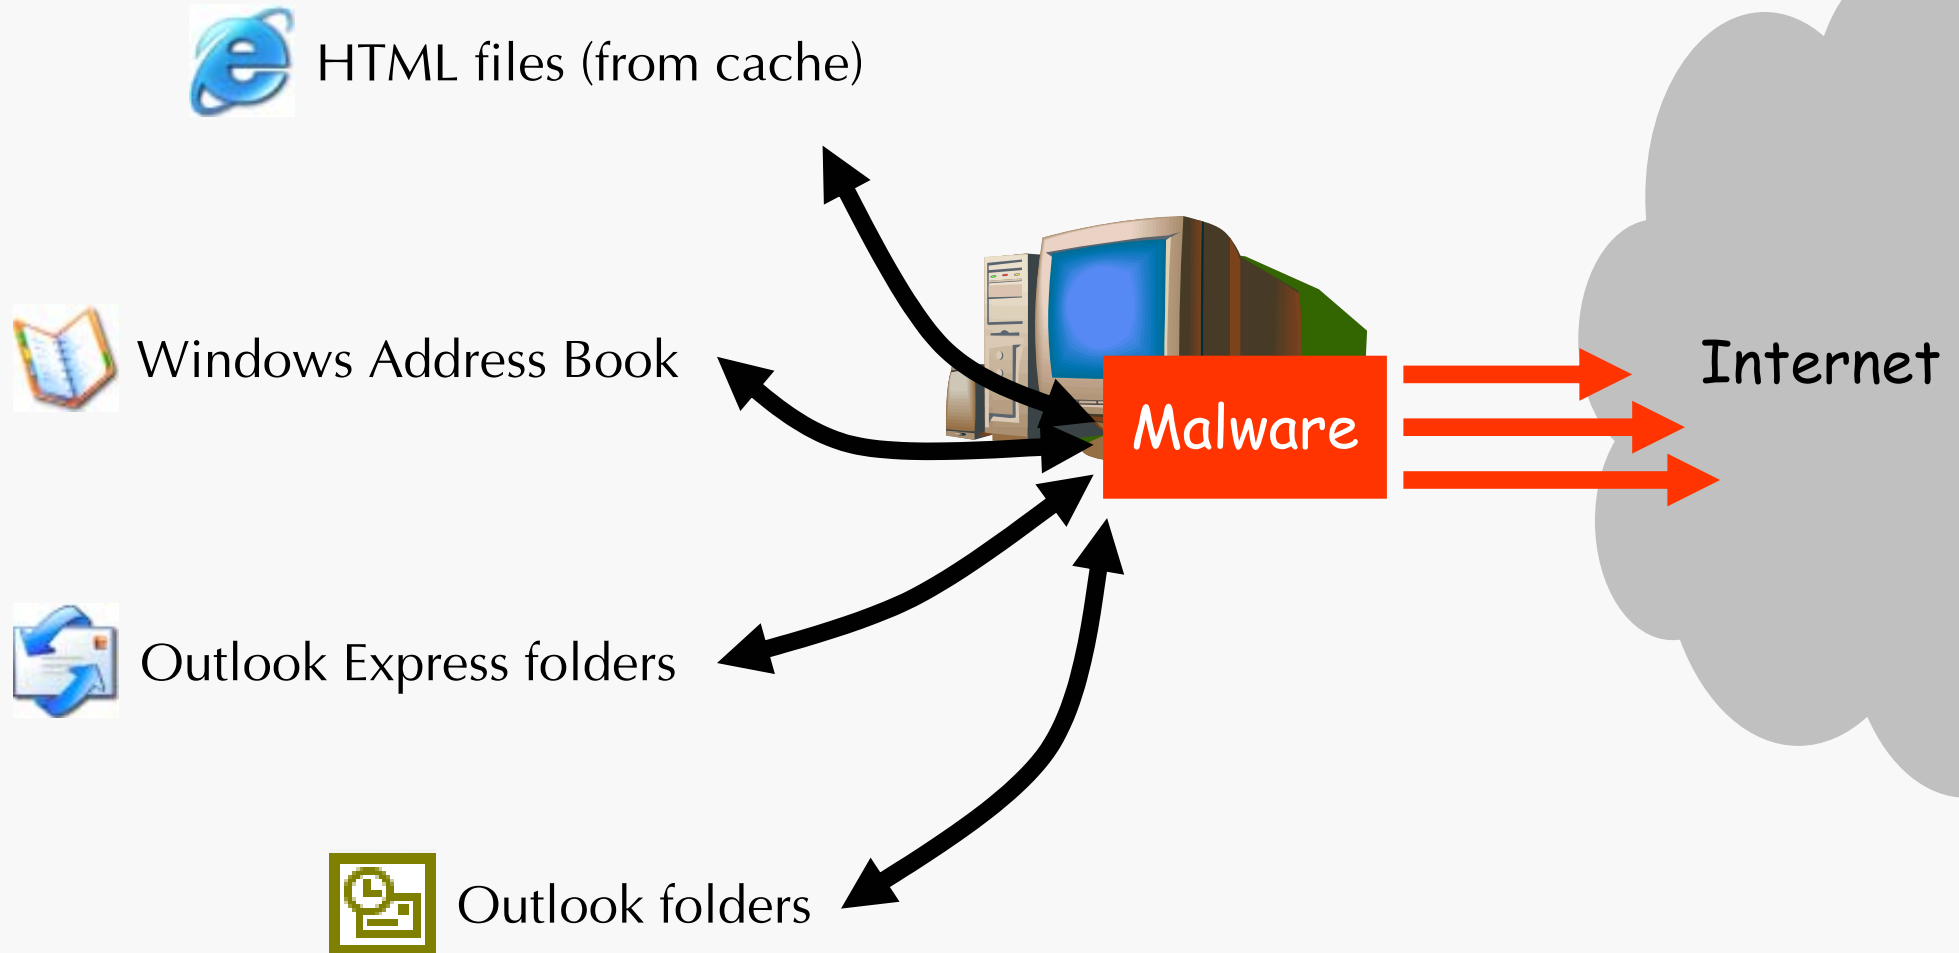 HTML files (from cache)
Windows Address Book
Internet
Malware
Outlook Express folders
Outlook folders